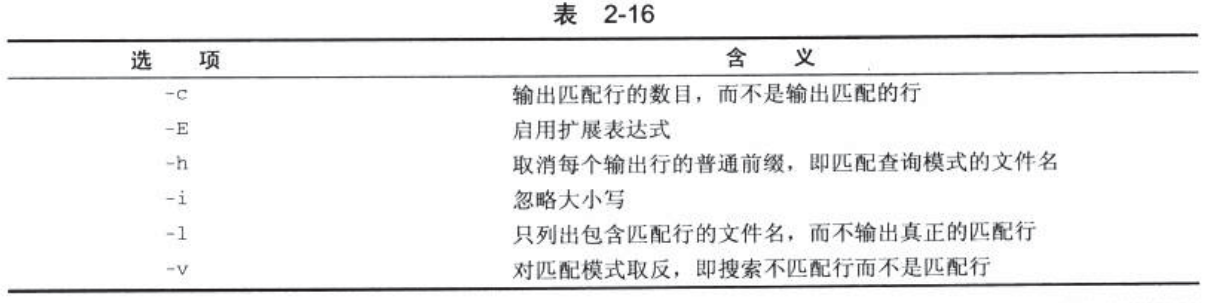 表 2-16
选 项 含 义
-c 输出匹配行的数目，而不是输出匹配的行
-E 启用扩展表达式
-h 取消每个输出行的普通前缀，即匹配查询模式的文件名
-i 忽略大小写
-l 只列出包含匹配行的文件名，而不输出真正的匹配行
-v 对匹配模式取反，即搜索不匹配行而不是匹配行